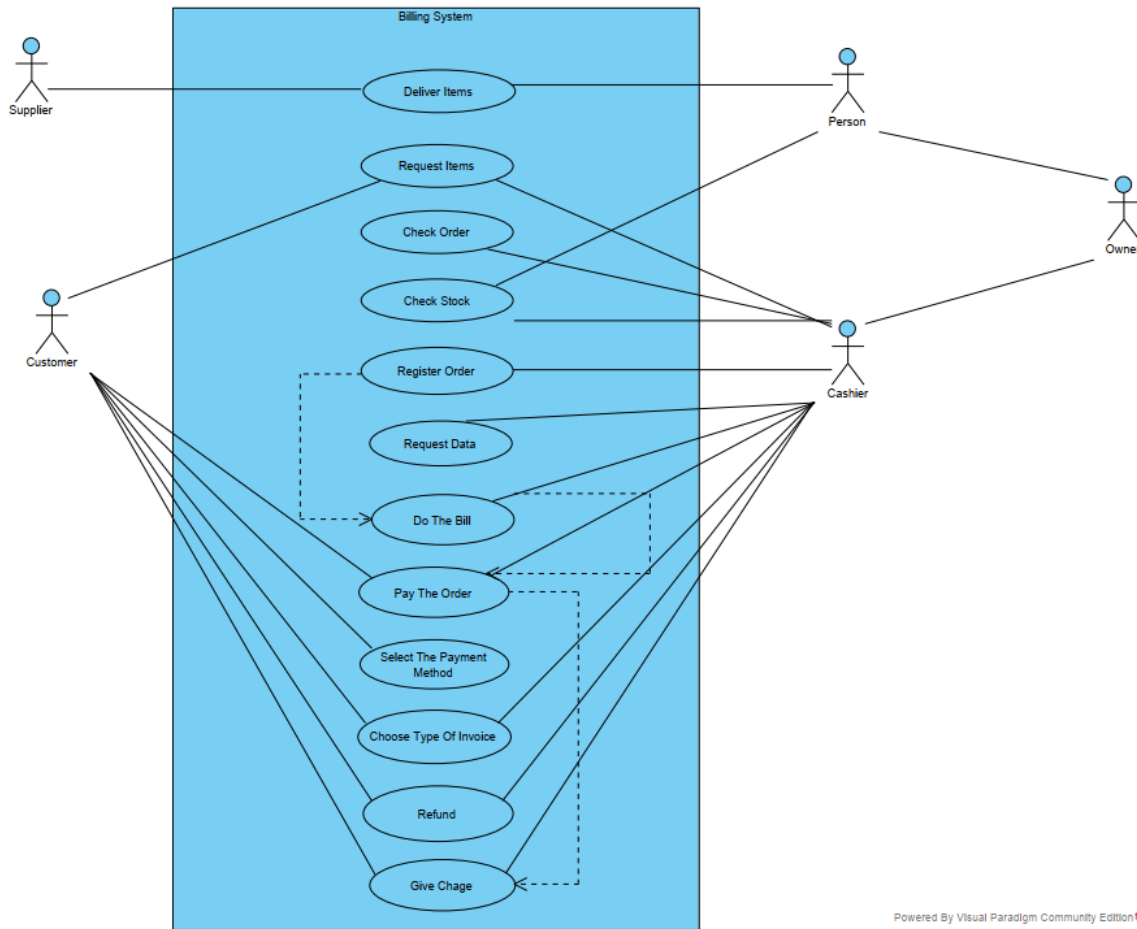 Billing System
Supplier
Deliver Items
Person
Request Items
Check Order
Owner
Check Stock
Customer
Register Order
Cashier
Request Data
Do The Bill
Pay The Order
Select The Payment
Method
Choose Type Of Invoice
Refund
Give Chage
Powered By Visual Paradigm Community Edition